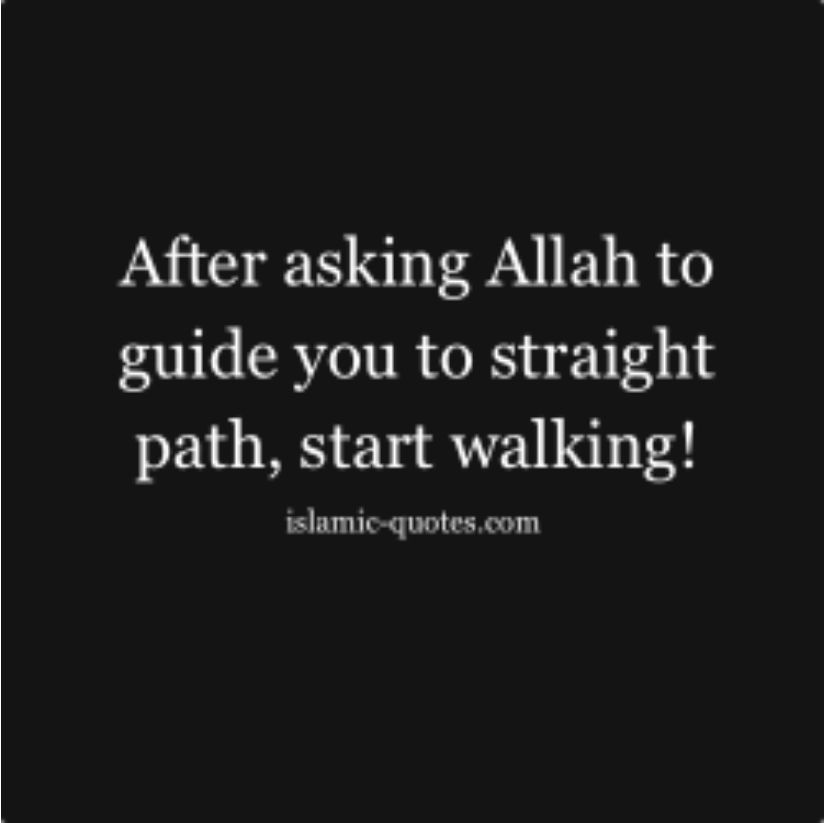 After asking Allah to
guide you to straight
path, start walking!
islamic-quotes.com